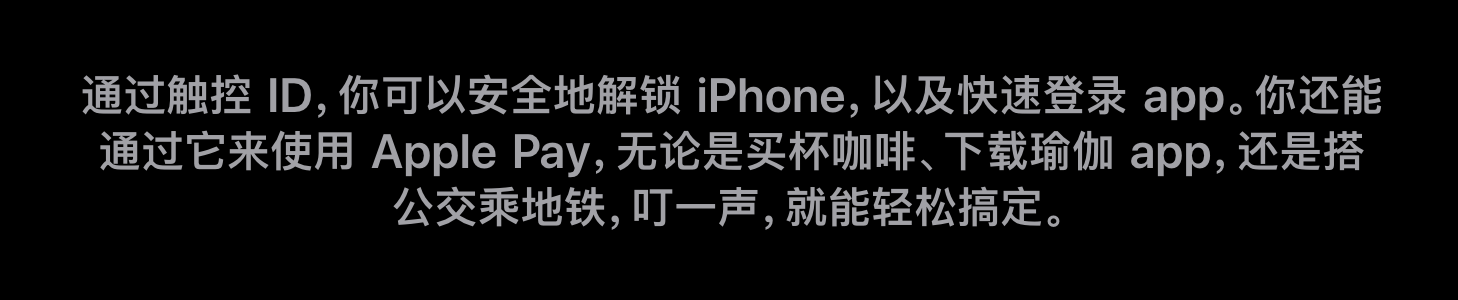 通过触控 ID，你可以安全地解锁 iPhone，以及快速登录 app。你还能
通过它来使用 Apple Pay，无论是买杯咖啡、下载瑜伽 app，还是搭
公交乘地铁，叮一声，就能轻松搞定。